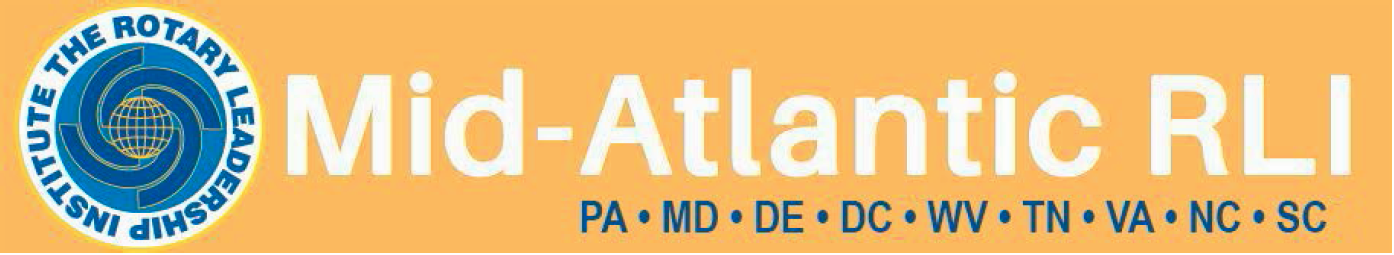 THE ROTARY LEADERSHIP INSTITUTE
Mid-Atlantic RLI
PA • MD • DE • DC • WV • TN • VA • NC • SC